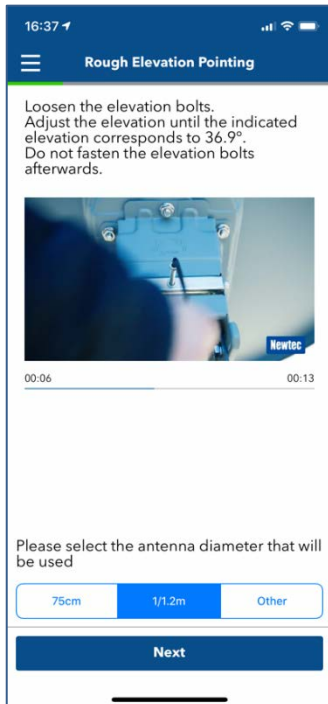 16:37
Rough Elevation Pointing
Loosen the elevation bolts.
Adjust the elevation until the indicated
elevation corresponds to 36.9°.
Do not fasten the elevation bolts
afterwards.
Newtec
00:06 00:13
Please select the antenna diameter that will
be used
75cm 1/1.2m Other
Next